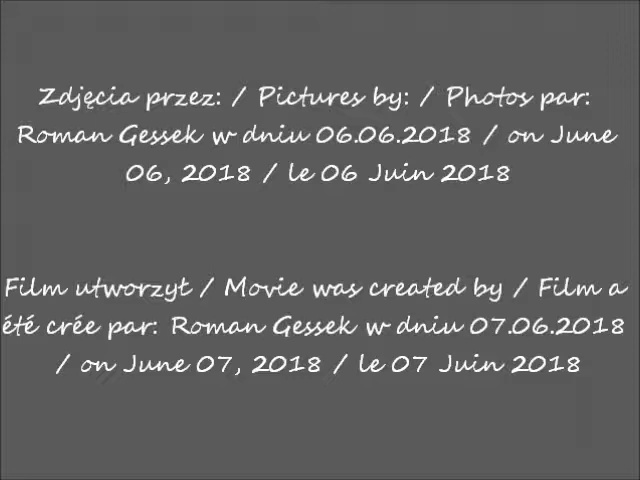 Zdjęcia przez: / Pictures by: / Photos par:
Roman Gessek w dniu 06.06.2018 / on June
06, 2018 / le 06 Juin 2018
Film utworzył / Movie was created by / Film a
été crée par: Roman Gessek w dniu 07.06.2018
/ on June 07, 2018 / le 07 Juin 2018